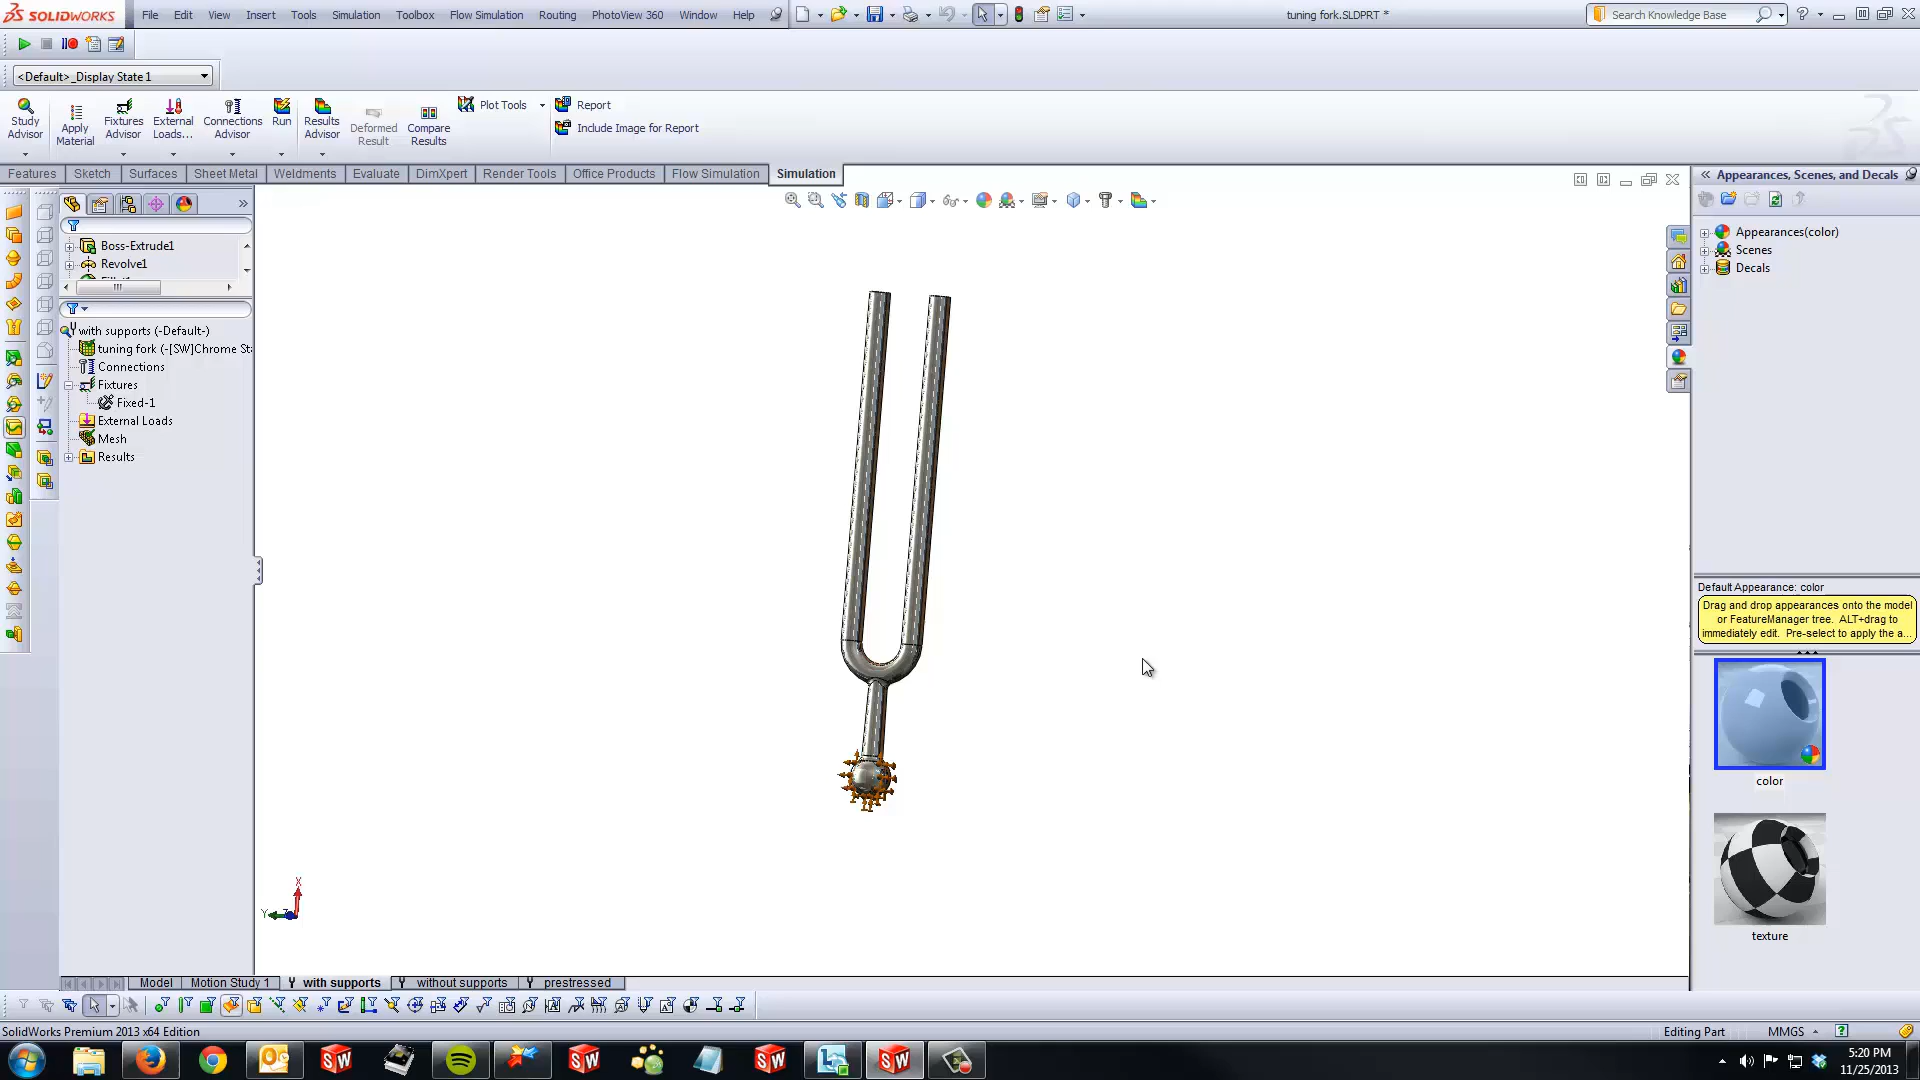 SOLIDWORKS File Edit View Insert Tools Simulation Toolbox Flow Simulation Routing PhotoView 360 Window Help tuning fork.SLDPRT * Search Knowledge Base
<Default>_Display State 1
Study Advisor
Apply Material
Fixtures Advisor
External Loads...
Connections Advisor
Run
Results Advisor
Deformed Result
Compare Results
Plot Tools
Report
Include Image for Report
Features Sketch Surfaces Sheet Metal Weldments Evaluate DimXpert Render Tools Office Products Flow Simulation Simulation
Boss-Extrude1
Revolve1
with supports (-Default-)
tuning fork (-[SW]Chrome Sta
Connections
Fixtures
Fixed-1
External Loads
Mesh
Results
X
Y
Z
Appearances, Scenes, and Decals
Appearances(color)
Scenes
Decals
Default Appearance: color
Drag and drop appearances onto the model
or FeatureManager tree. ALT+drag to
immediately edit. Pre-select to apply the a...
color
texture
Model Motion Study 1 with supports without supports prestressed
SolidWorks Premium 2013 x64 Edition Editing Part MMGS
5:20 PM
11/25/2013